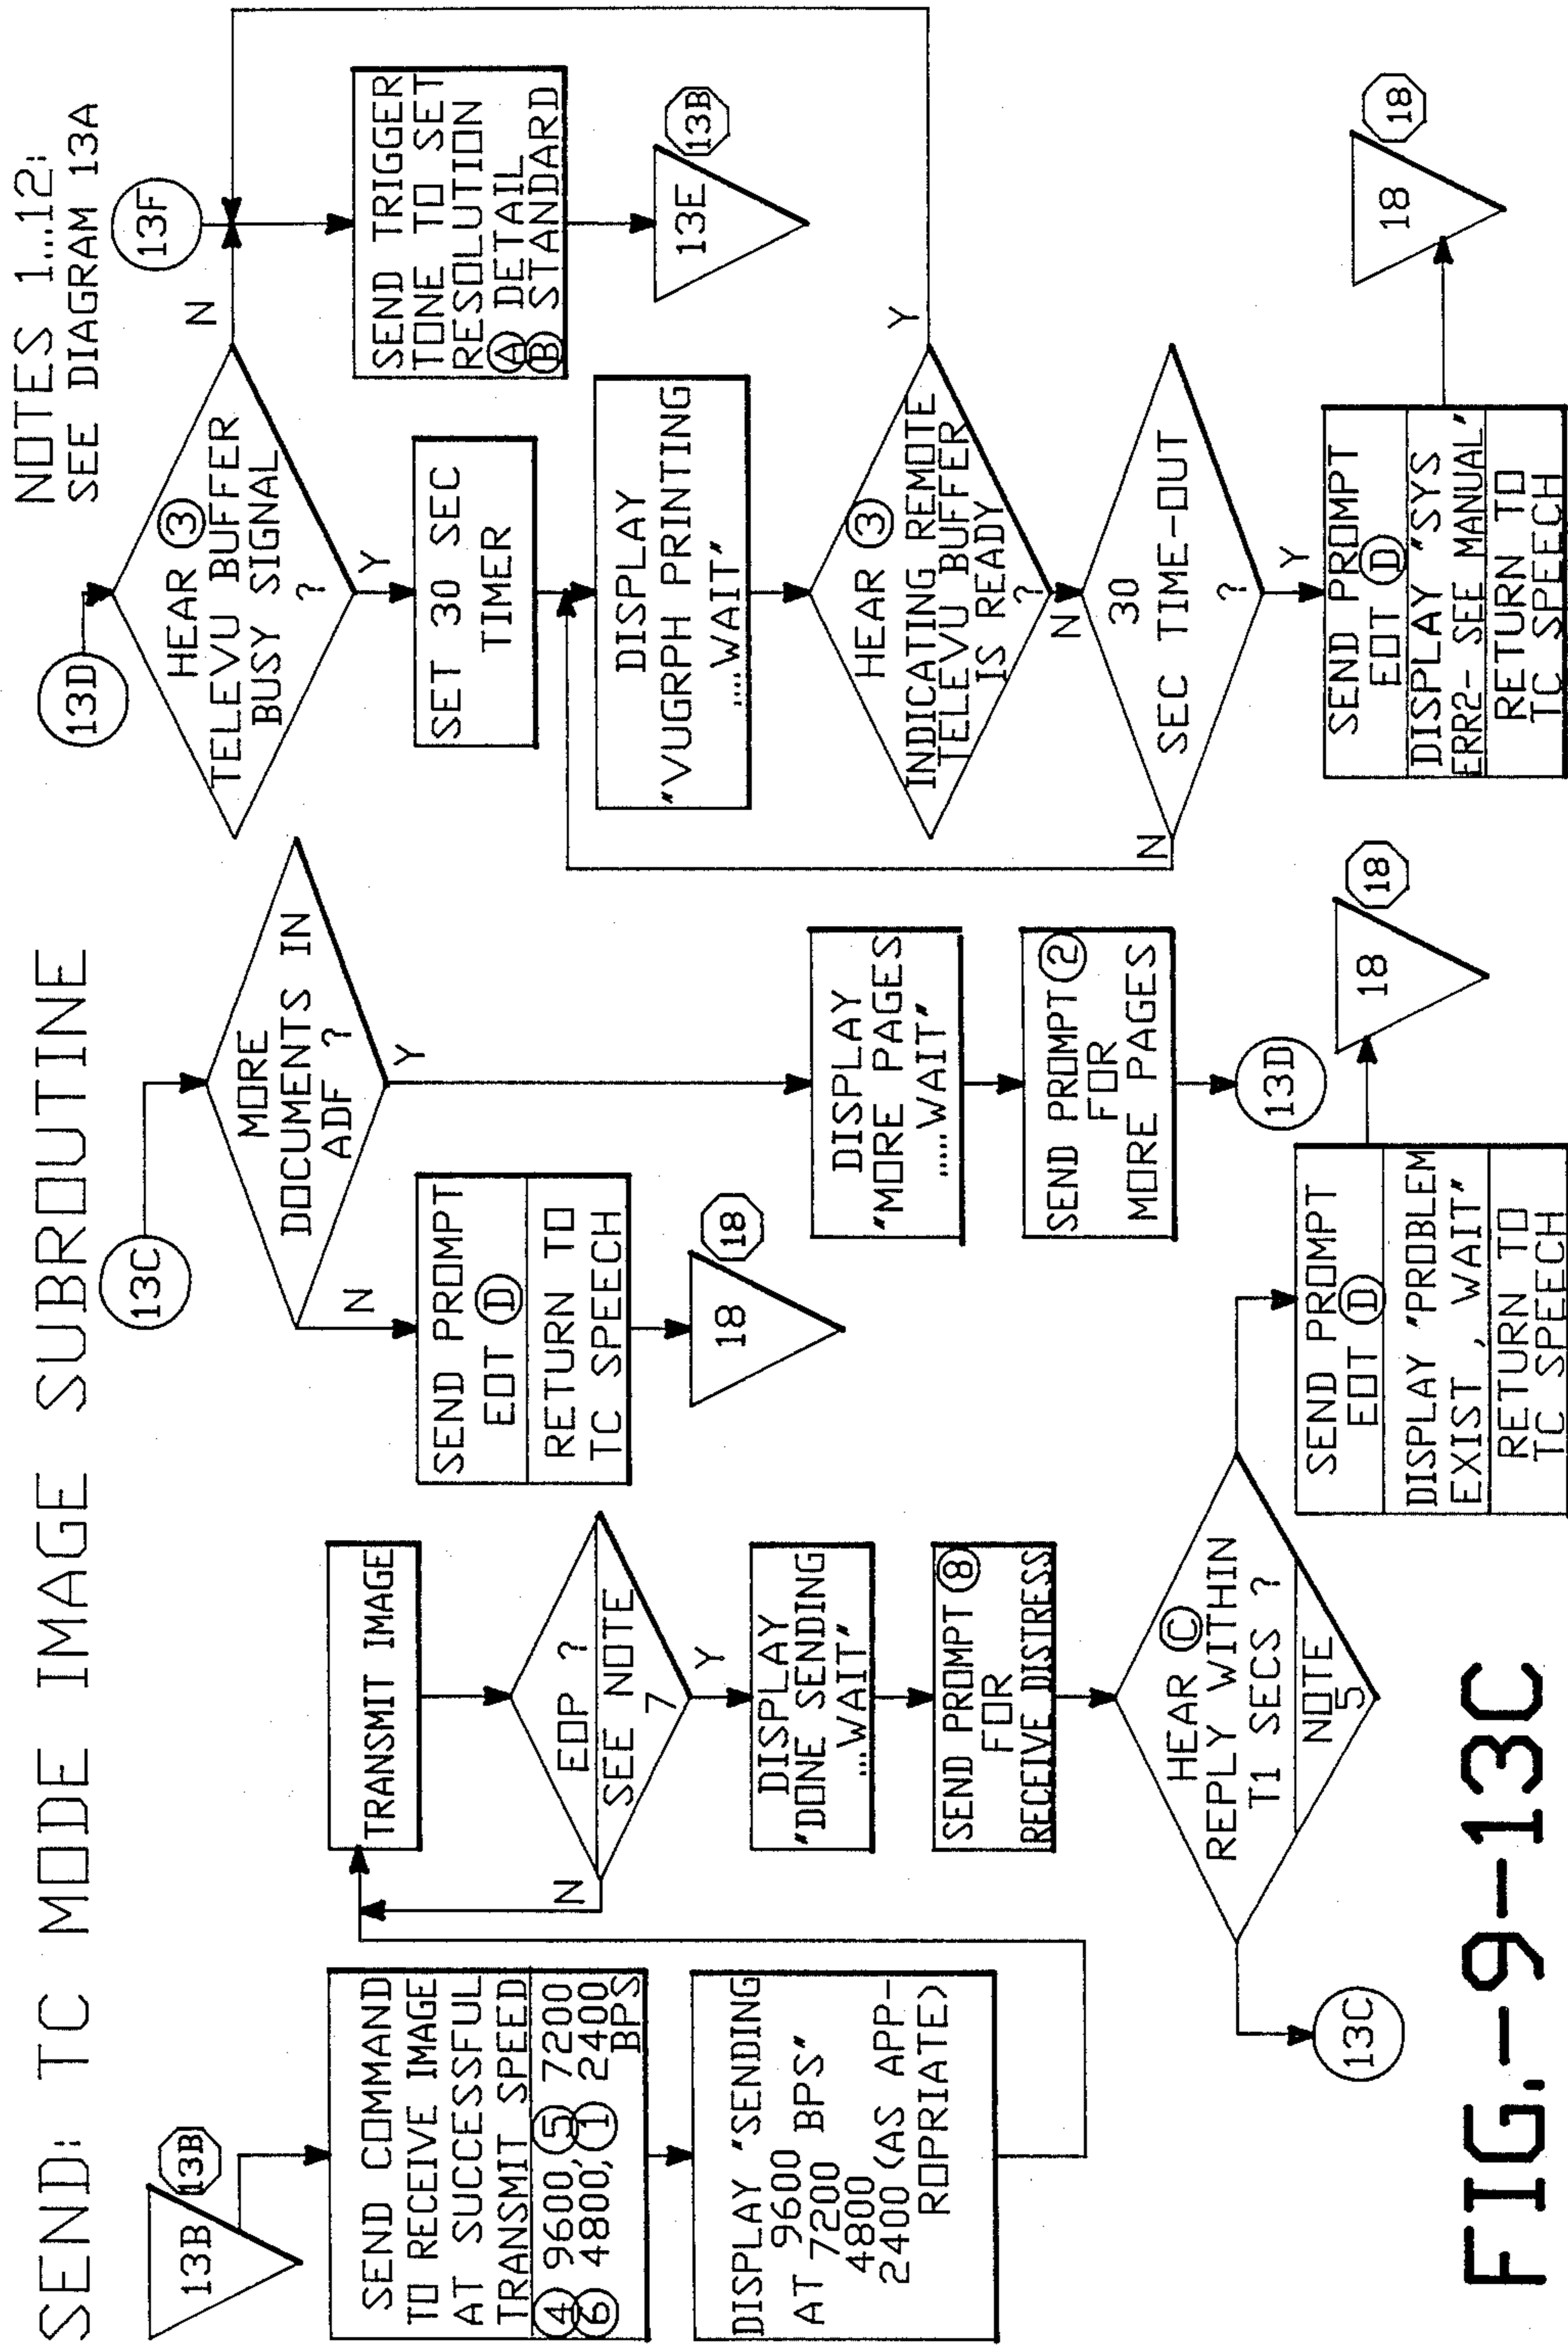 SEND: TC MODE IMAGE SUBROUTINE
NOTES 1...12:
SEE DIAGRAM 13A
13B
13B
SEND COMMAND
TO RECEIVE IMAGE
AT SUCCESSFUL
TRANSMIT SPEED
4 9600, 5 7200
6 4800, 1 2400
BPS
DISPLAY "SENDING
9600
AT 7200 BPS"
4800
2400 (AS APP-
ROPRIATE)
TRANSMIT IMAGE
EOP ?
SEE NOTE
7
N
Y
DISPLAY
"DONE SENDING
...WAIT"
SEND PROMPT 8
FOR
RECEIVE DISTRESS
HEAR C
REPLY WITHIN
T1 SECS ?
NOTE
5
13C
SEND PROMPT
EOT D
DISPLAY "PROBLEM
EXIST , WAIT"
RETURN TO
TC SPEECH
18
18
13C
MORE
DOCUMENTS IN
ADF ?
N
Y
SEND PROMPT
EOT D
RETURN TO
TC SPEECH
18
18
DISPLAY
"MORE PAGES
.....WAIT"
SEND PROMPT 2
FOR
MORE PAGES
13D
13D
HEAR 3
TELEVU BUFFER
BUSY SIGNAL
?
N
Y
13F
SEND TRIGGER
TONE TO SET
RESOLUTION
A DETAIL
B STANDARD
13E
13B
SET 30 SEC
TIMER
DISPLAY
"VUGRPH PRINTING
....WAIT"
HEAR 3
INDICATING REMOTE
TELEVU BUFFER
IS READY
?
Y
N
30
SEC TIME-OUT
?
N
Y
SEND PROMPT
EOT D
DISPLAY "SYS
ERR2- SEE MANUAL"
RETURN TO
TC SPEECH
18
18
FIG.-9-13C